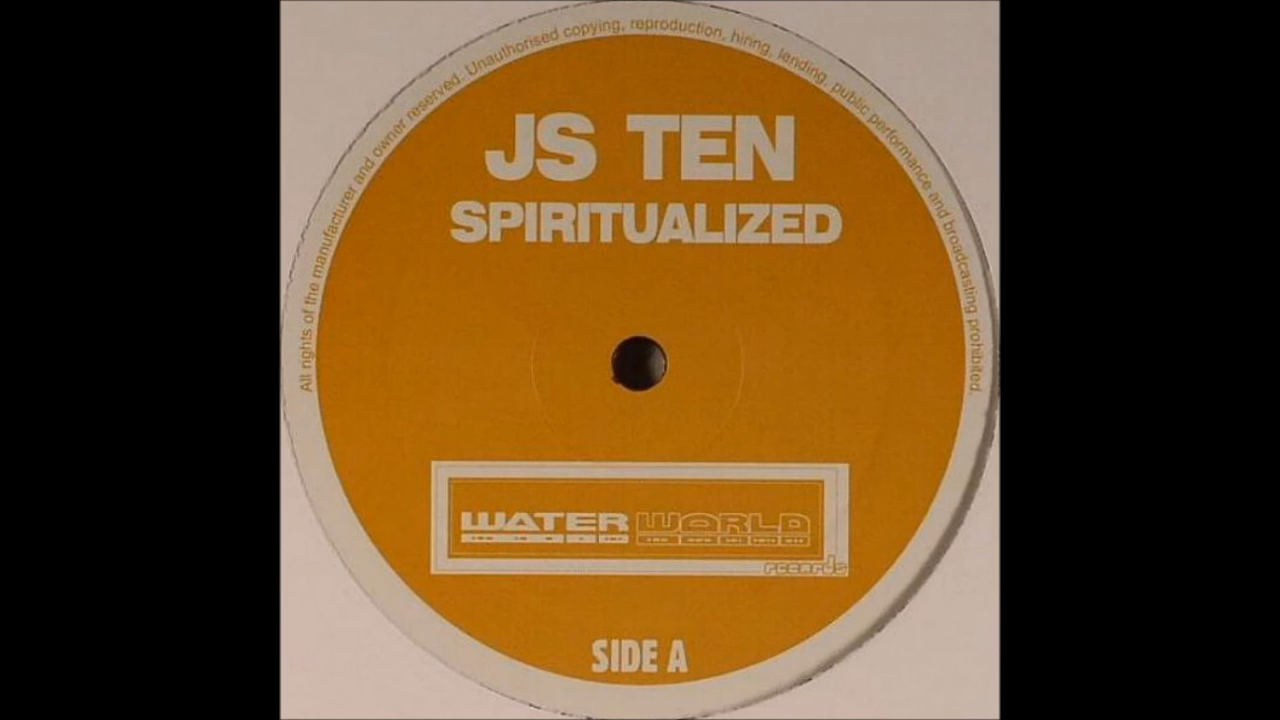 All rights of the manufacturer and owner reserved. Unauthorised copying, reproduction, hiring, lending, public performance and broadcasting prohibited.
JS TEN
SPIRITUALIZED
WATER WORLD
records
SIDE A